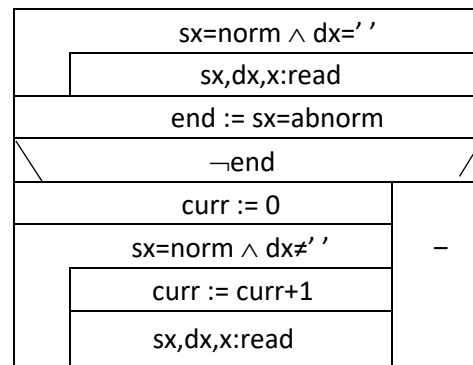 sx=norm ∧ dx=’ ’
sx,dx,x:read
end := sx=abnorm
¬end
curr := 0
sx=norm ∧ dx≠’ ’
–
curr := curr+1
sx,dx,x:read